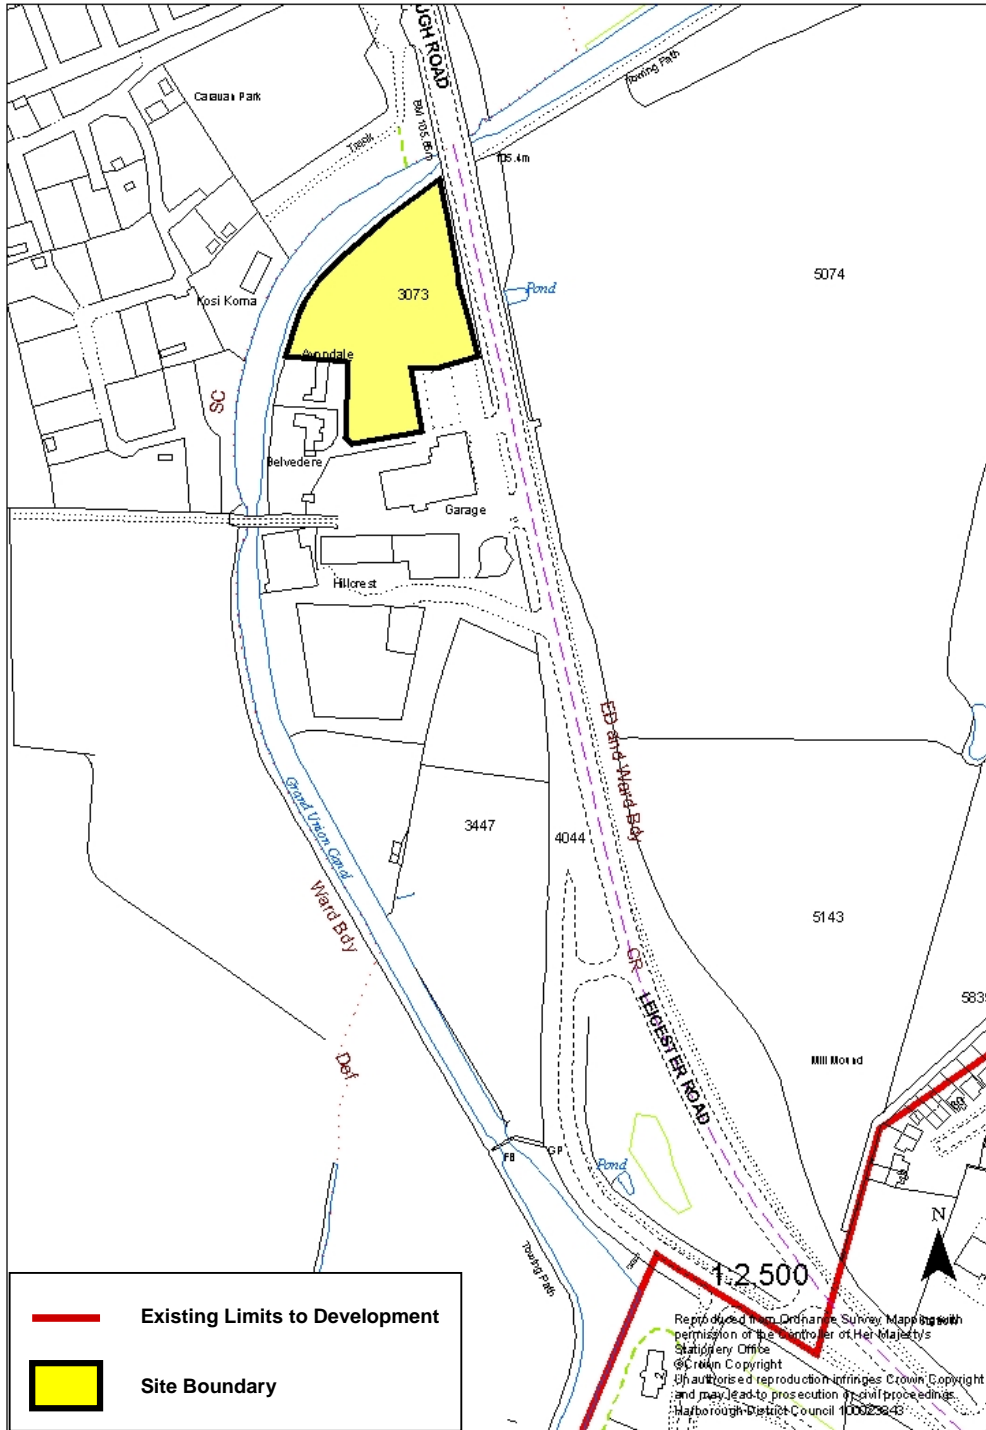 UGH ROAD
Towing Path
Caravan Park
BM 105.85m
Track
105.4m
5074
3073
Pond
Kosi Korna
Avondale
SC
Belvedere
Garage
Hillcrest
ED and Ward Bdy
Grand Union Canal
3447
4044
Ward Bdy
5143
CR
5839
LEICESTER ROAD
Mill Mound
Def.
FB
GP
Pond
N
Towing Path
1:2,500
Existing Limits to Development
Site Boundary
Reproduced from Ordnance Survey Mapping with
permission of the Controller of Her Majesty's
Stationery Office
© Crown Copyright
Unauthorised reproduction infringes Crown Copyright
and may lead to prosecution or civil proceedings.
Harborough District Council 100023843
2